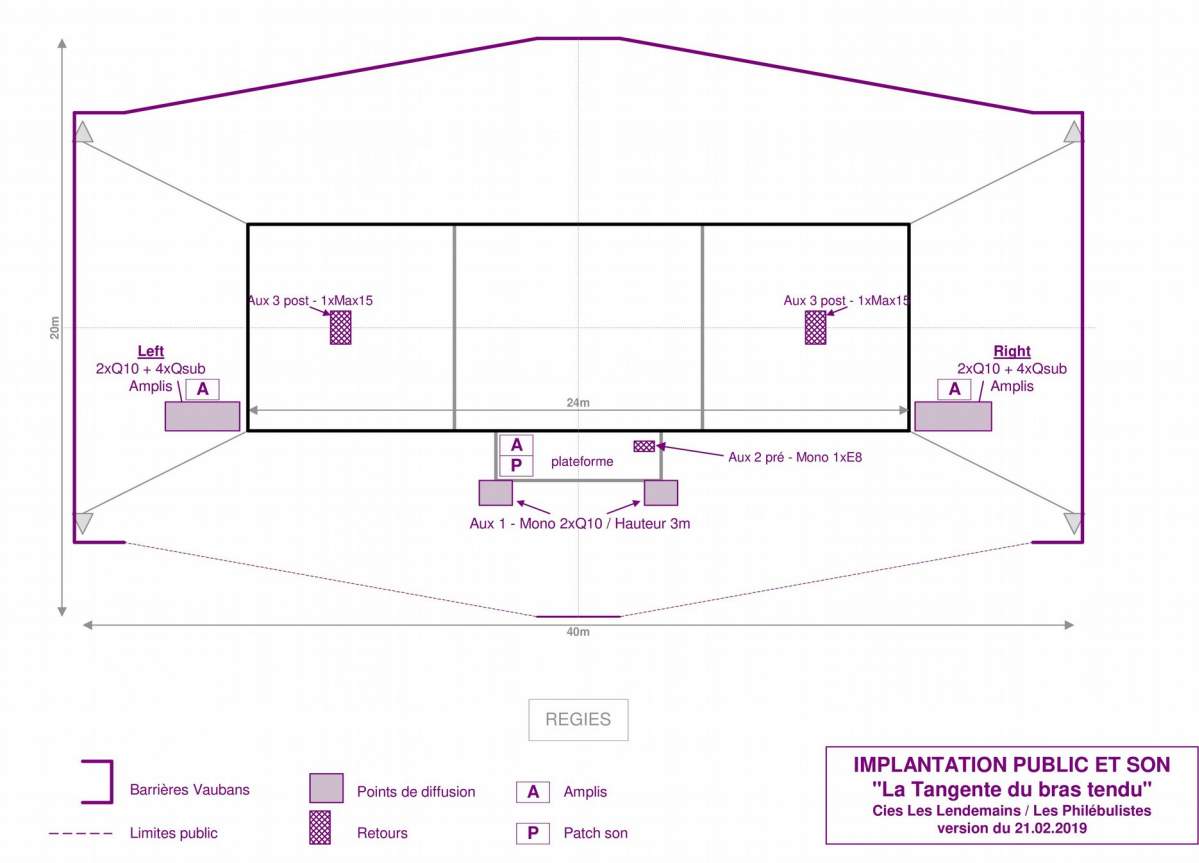 20m
Aux 3 post - 1xMax15
Aux 3 post - 1xMax15
Left
2xQ10 + 4xQsub
Amplis
A
Right
2xQ10 + 4xQsub
Amplis
A
24m
A
P
plateforme
Aux 2 pré - Mono 1xE8
Aux 1 - Mono 2xQ10 / Hauteur 3m
40m
REGIES
Barrières Vaubans
Limites public
Points de diffusion
Retours
A Amplis
P Patch son
IMPLANTATION PUBLIC ET SON
"La Tangente du bras tendu"
Cies Les Lendemains / Les Philébulistes
version du 21.02.2019